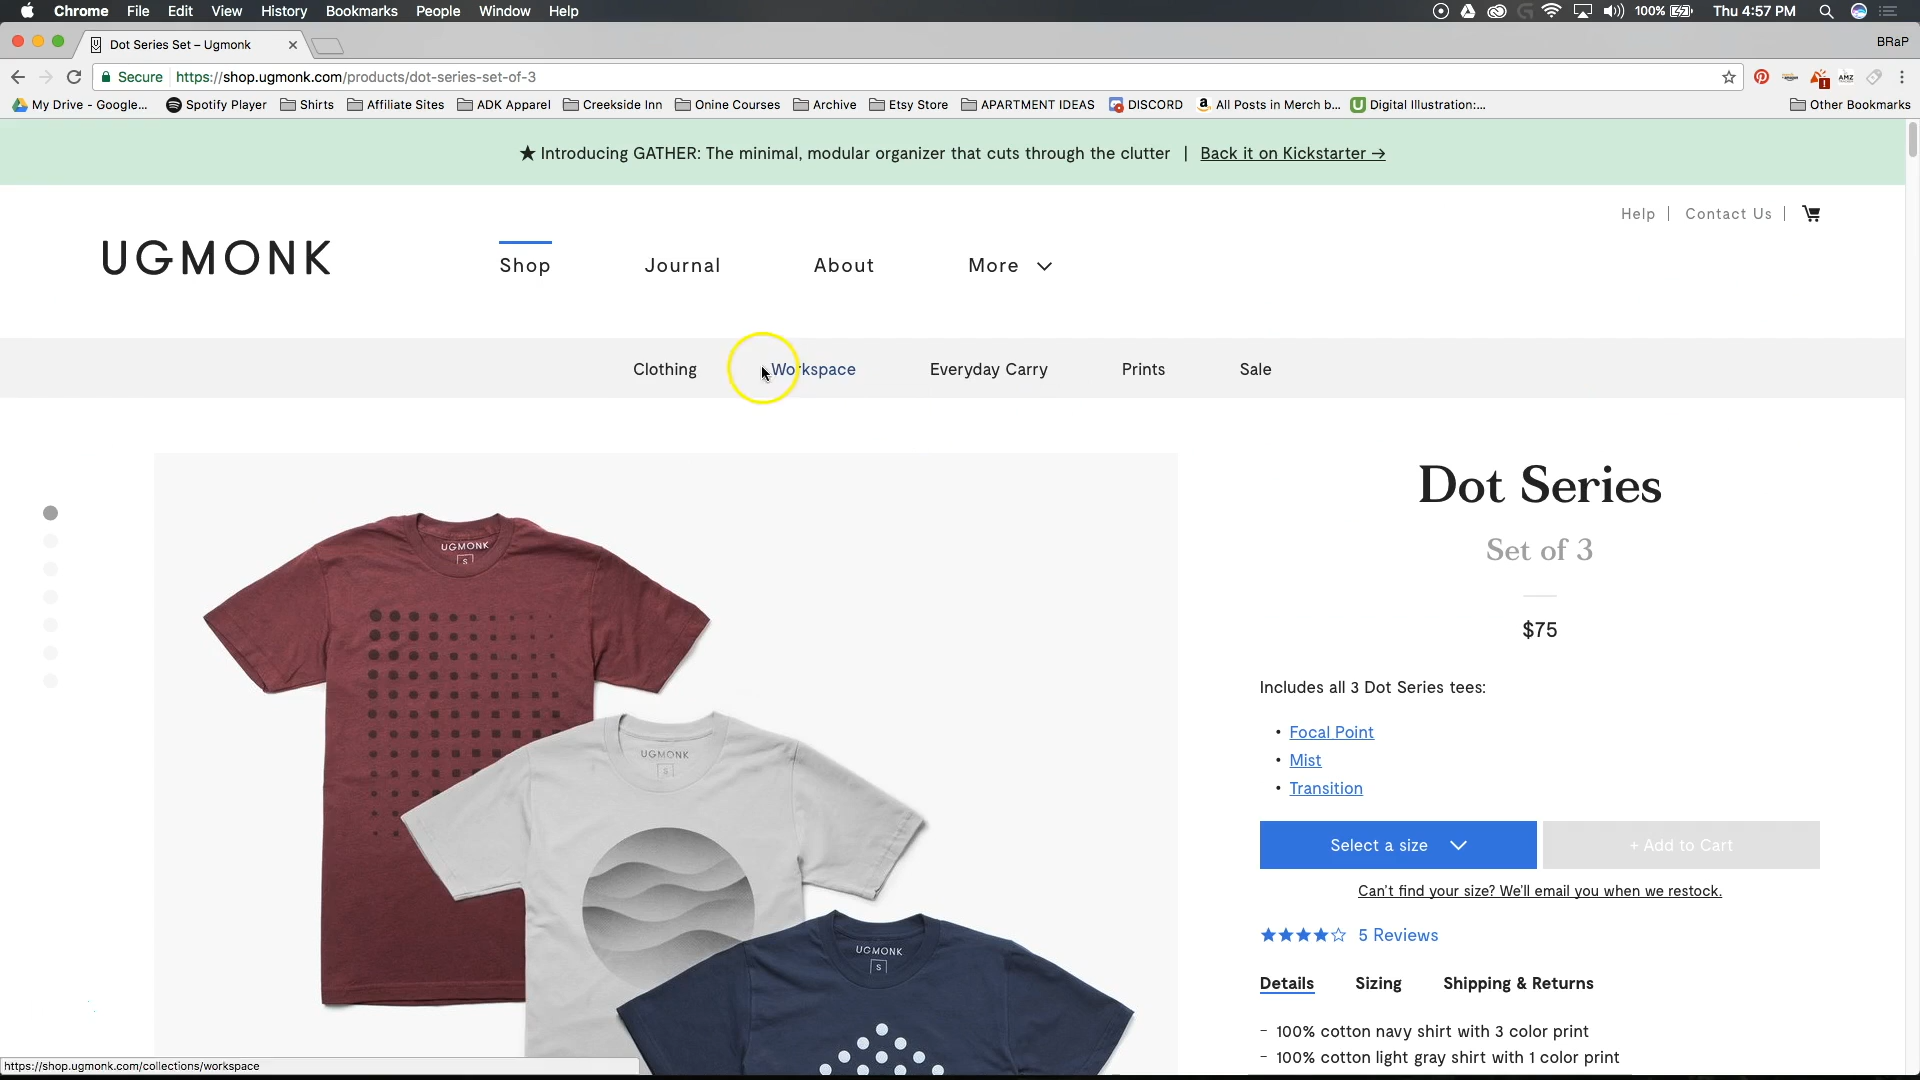 Chrome File Edit View History Bookmarks People Window Help 100% Thu 4:57 PM
Dot Series Set – Ugmonk BRaP
Secure https://shop.ugmonk.com/products/dot-series-set-of-3 AMZ
My Drive - Google... Spotify Player Shirts Affiliate Sites ADK Apparel Creekside Inn Onine Courses Archive Etsy Store APARTMENT IDEAS DISCORD All Posts in Merch b... Digital Illustration:... Other Bookmarks
★ Introducing GATHER: The minimal, modular organizer that cuts through the clutter | Back it on Kickstarter →
Help | Contact Us |
UGMONK Shop Journal About More
Clothing Workspace Everyday Carry Prints Sale
Dot Series
Set of 3
$75
Includes all 3 Dot Series tees:
• Focal Point
• Mist
• Transition
Select a size + Add to Cart
Can't find your size? We'll email you when we restock.
★★★★☆ 5 Reviews
Details Sizing Shipping & Returns
– 100% cotton navy shirt with 3 color print
– 100% cotton light gray shirt with 1 color print
UGMONK
S
UGMONK
S
UGMONK
S
https://shop.ugmonk.com/collections/workspace